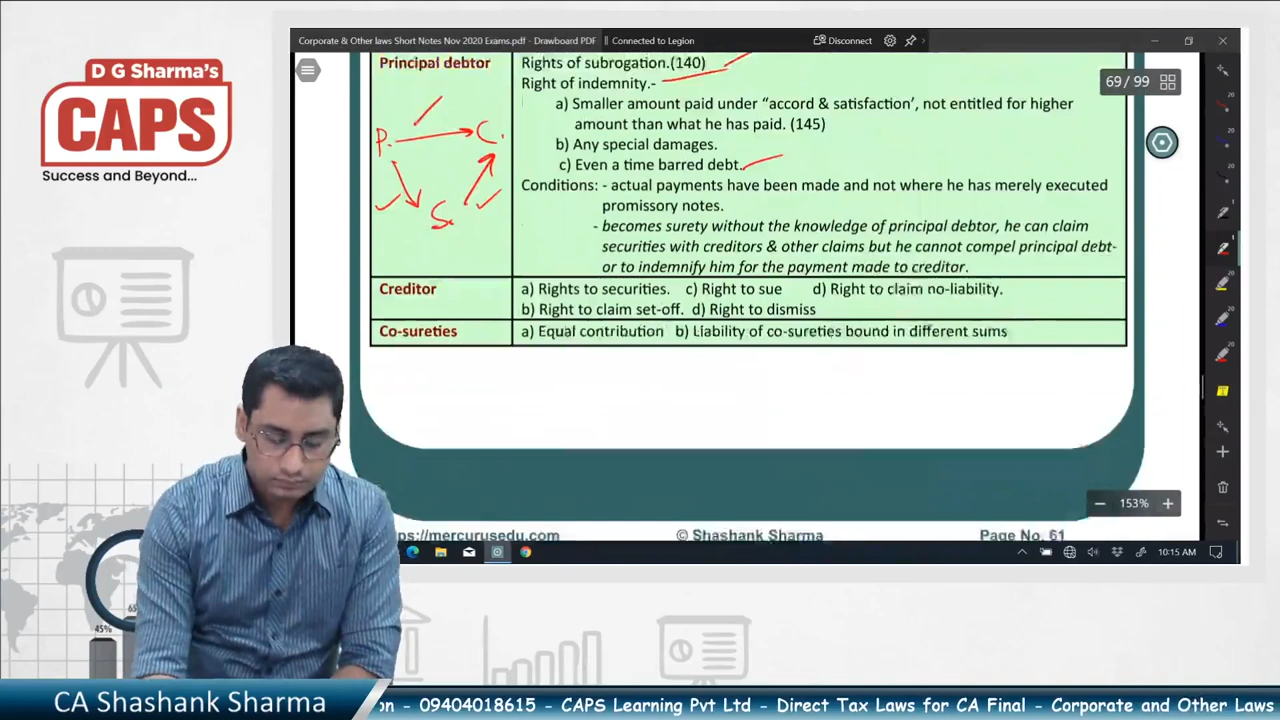 D G Sharma's
CAPS
Success and Beyond...
Corporate & Other laws Short Notes Nov 2020 Exams.pdf - Drawboard PDF
Connected to Legion
Disconnect
69 / 99
Principal debtor
Rights of subrogation.(140)
Right of indemnity.-
a) Smaller amount paid under “accord & satisfaction’, not entitled for higher
amount than what he has paid. (145)
b) Any special damages.
c) Even a time barred debt.
Conditions: - actual payments have been made and not where he has merely executed
promissory notes.
- becomes surety without the knowledge of principal debtor, he can claim
securities with creditors & other claims but he cannot compel principal debt-
or to indemnify him for the payment made to creditor.
P.
C.
S.
Creditor
a) Rights to securities. c) Right to sue d) Right to claim no-liability.
b) Right to claim set-off. d) Right to dismiss
Co-sureties
a) Equal contribution b) Liability of co-sureties bound in different sums
153%
ps://mercurusedu.com
© Shashank Sharma
Page No. 61
10:15 AM
45%
CA Shashank Sharma
on - 09404018615 - CAPS Learning Pvt Ltd - Direct Tax Laws for CA Final - Corporate and Other Laws